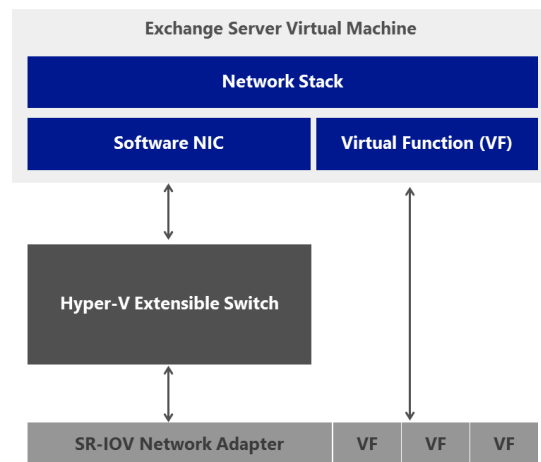 Exchange Server Virtual Machine
Network Stack
Software NIC
Virtual Function (VF)
Hyper-V Extensible Switch
SR-IOV Network Adapter
VF
VF
VF